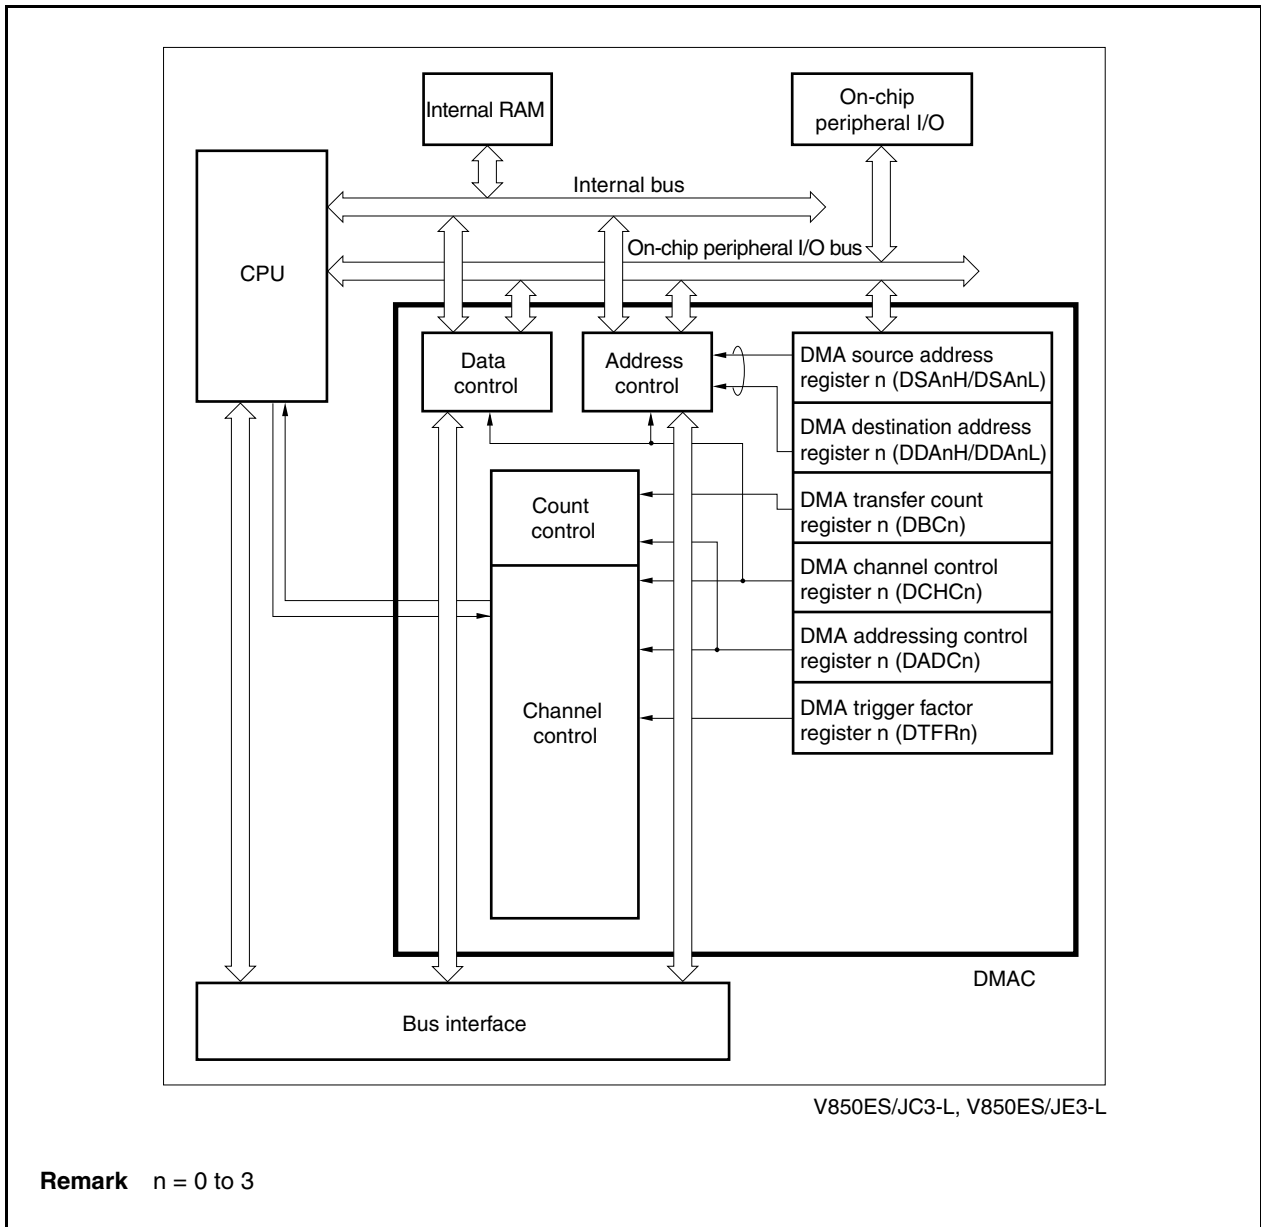 Internal RAM
On-chip
peripheral I/O
Internal bus
On-chip peripheral I/O bus
CPU
Data
control
Address
control
DMA source address
register n (DSAnH/DSAnL)
DMA destination address
register n (DDAnH/DDAnL)
Count
control
DMA transfer count
register n (DBCn)
DMA channel control
register n (DCHCn)
DMA addressing control
register n (DADCn)
Channel
control
DMA trigger factor
register n (DTFRn)
DMAC
Bus interface
V850ES/JC3-L, V850ES/JE3-L
Remark n = 0 to 3